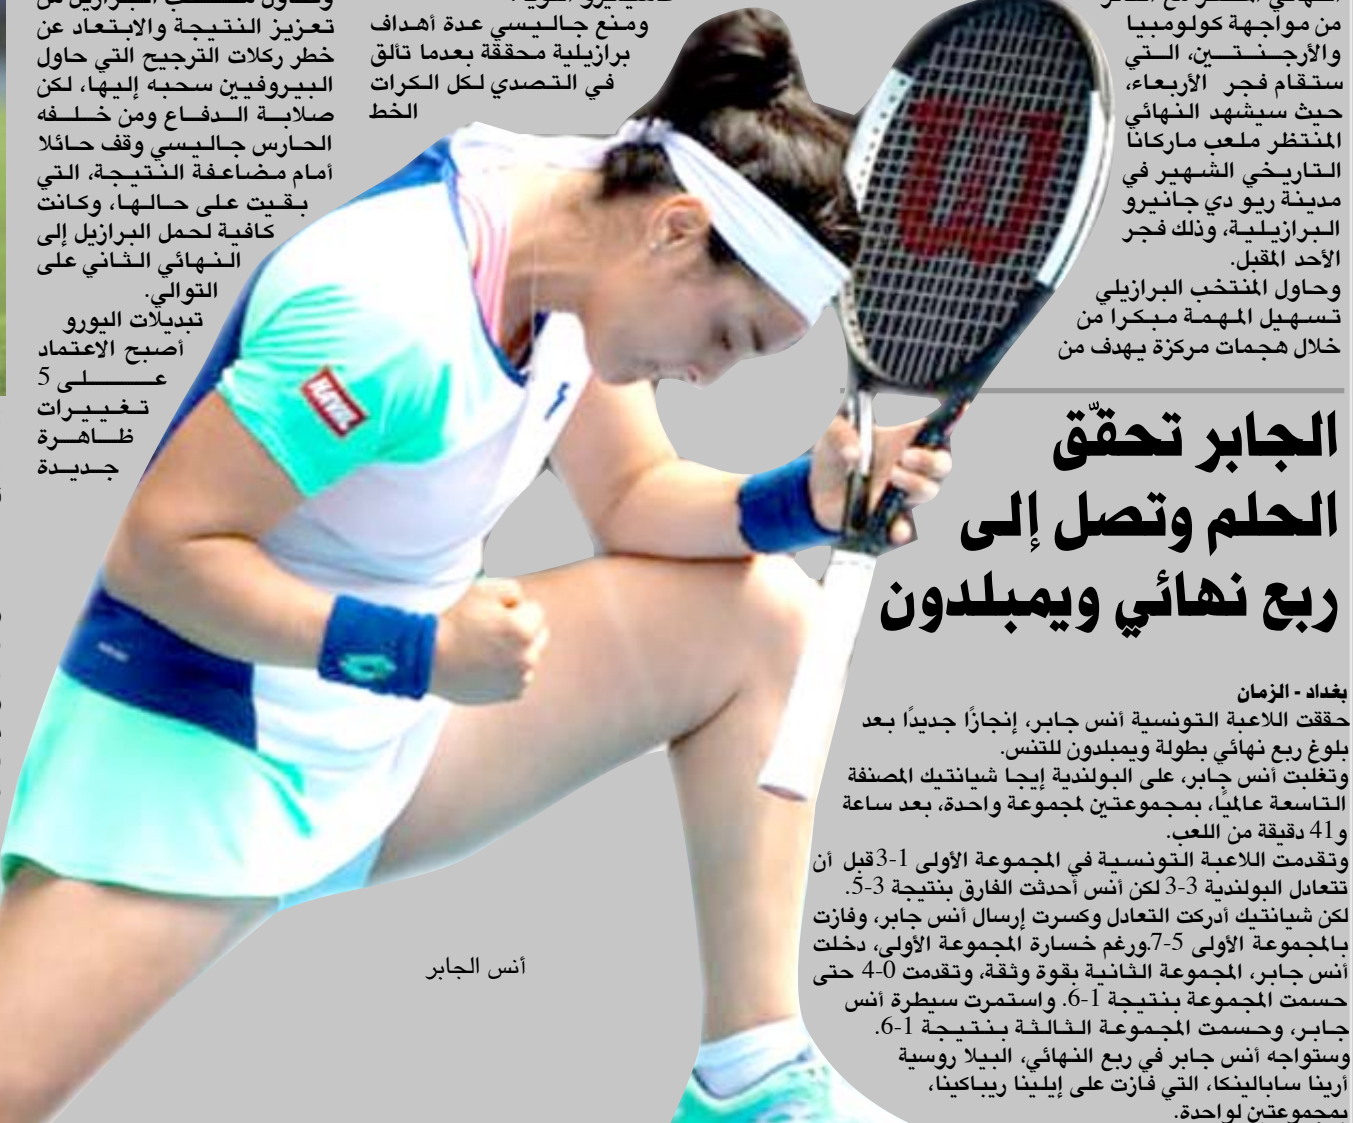 من مواجهة كولومبيا
والأرجـنـتـين، الـتي
ستقام فجر الأربعاء،
حيث سيشهد النهائي
المنتظر ملعب ماركانا
التاريخي الشهير في
مدينة ريو دي جانيرو
البرازيلية، وذلك فجر
الأحد المقبل.
وحاول المنتخب البرازيلي
تسهيل المهمة مبكرا من
خلال هجمات مركزة يهدف من
ومنع جاليسي عدة أهداف
برازيلية محققة بعدما تألق
في التصدي لكل الكرات
الخط
تعزيز النتيجة والابتعاد عن
خطر ركلات الترجيح التي حاول
البيروفيين سحبه إليها، لكن
صلابة الدفاع ومن خلفه
الحارس جاليسي وقف حائلا
أمام مضاعفة النتيجة، التي
بقيت على حالها، وكانت
كافية لحمل البرازيل إلى
النهائي الثاني على
التوالي.
تبديلات اليورو
أصبح الاعتماد
على 5
تغييرات
ظاهرة
جديدة
الجابر تحقّق
الحلم وتصل إلى
ربع نهائي ويمبلدون
بغداد - الزمان
حققت اللاعبة التونسية أنس جابر، إنجازًا جديدًا بعد
بلوغ ربع نهائي بطولة ويمبلدون للتنس.
وتغلبت أنس جابر، على البولندية إيجا شيانتيك المصنفة
التاسعة عالميًا، بمجموعتين لمجموعة واحدة، بعد ساعة
و41 دقيقة من اللعب.
وتقدمت اللاعبة التونسية في المجموعة الأولى 1-3قبل أن
تتعادل البولندية 3-3 لكن أنس أحدثت الفارق بنتيجة 3-5.
لكن شيانتيك أدركت التعادل وكسرت إرسال أنس جابر، وفازت
بالمجموعة الأولى 5-7.ورغم خسارة المجموعة الأولى، دخلت
أنس جابر، المجموعة الثانية بقوة وثقة، وتقدمت 0-4 حتى
حسمت المجموعة بنتيجة 1-6. واستمرت سيطرة أنس
جابر، وحسمت المجموعة الثالثة بنتيجة 1-6.
وستواجه أنس جابر في ربع النهائي، البيلا روسية
أرينا سابالينكا، التي فازت على إيلينا ريباكينا،
بمجموعتين لواحدة.
أنس الجابر
HAVAL